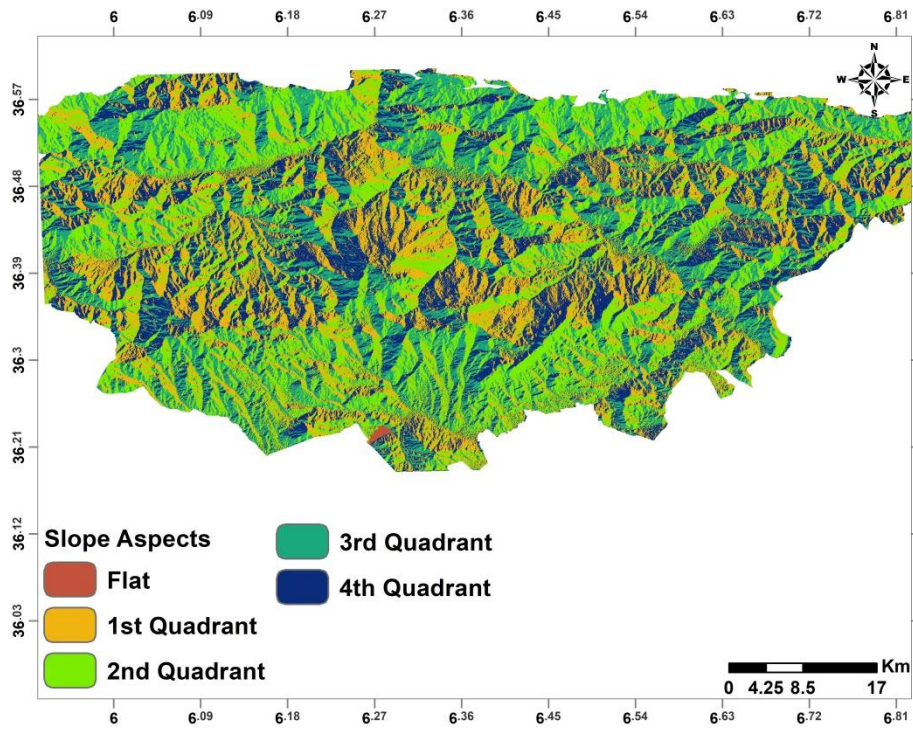 6 6.09 6.18 6.27 6.36 6.45 6.54 6.63 6.72 6.81
N
W E
S
36.57
36.48
36.39
36.3
36.21
36.12
36.03
Slope Aspects
Flat
1st Quadrant
2nd Quadrant
3rd Quadrant
4th Quadrant
Km
0 4.25 8.5 17
6 6.09 6.18 6.27 6.36 6.45 6.54 6.63 6.72 6.81